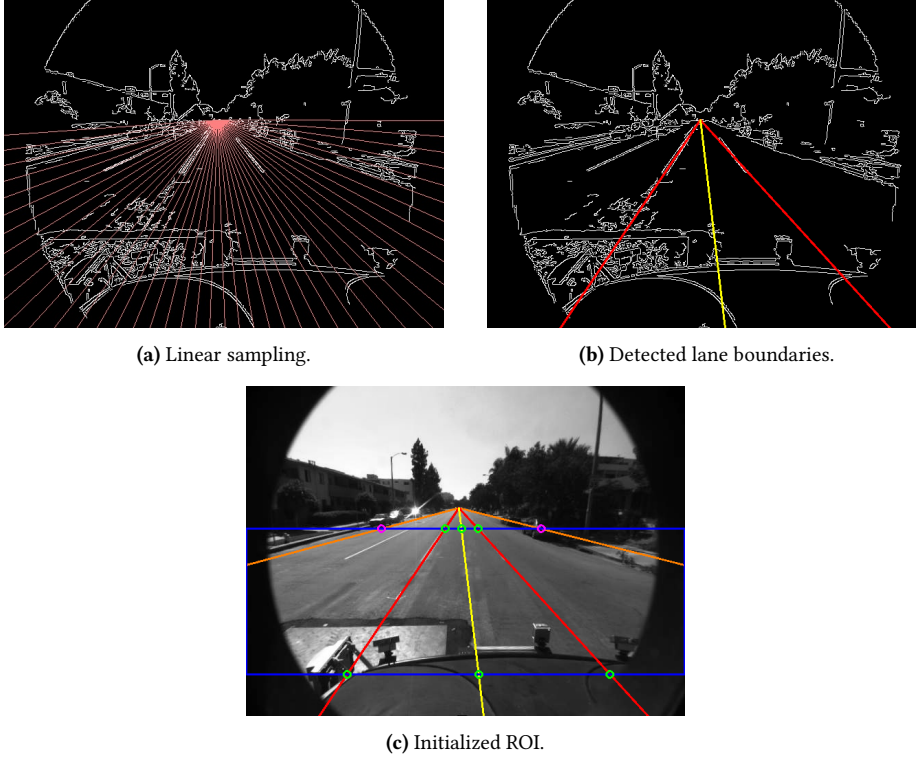 (a) Linear sampling.
(b) Detected lane boundaries.
(c) Initialized ROI.